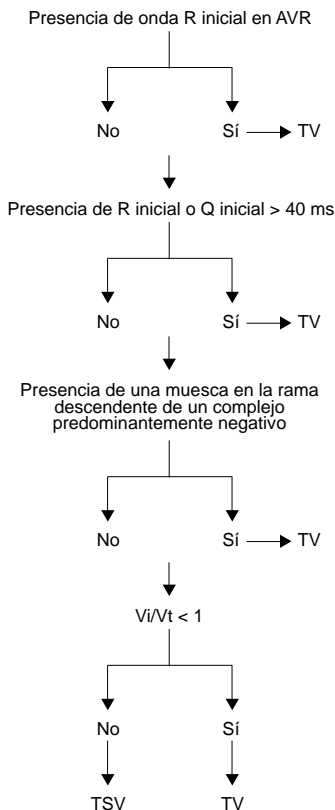 Presencia de onda R inicial en AVR
No Sí TV
Presencia de R inicial o Q inicial > 40 ms
No Sí TV
Presencia de una muesca en la rama
descendente de un complejo
predominantemente negativo
No Sí TV
Vi/Vt < 1
No Sí
TSV TV